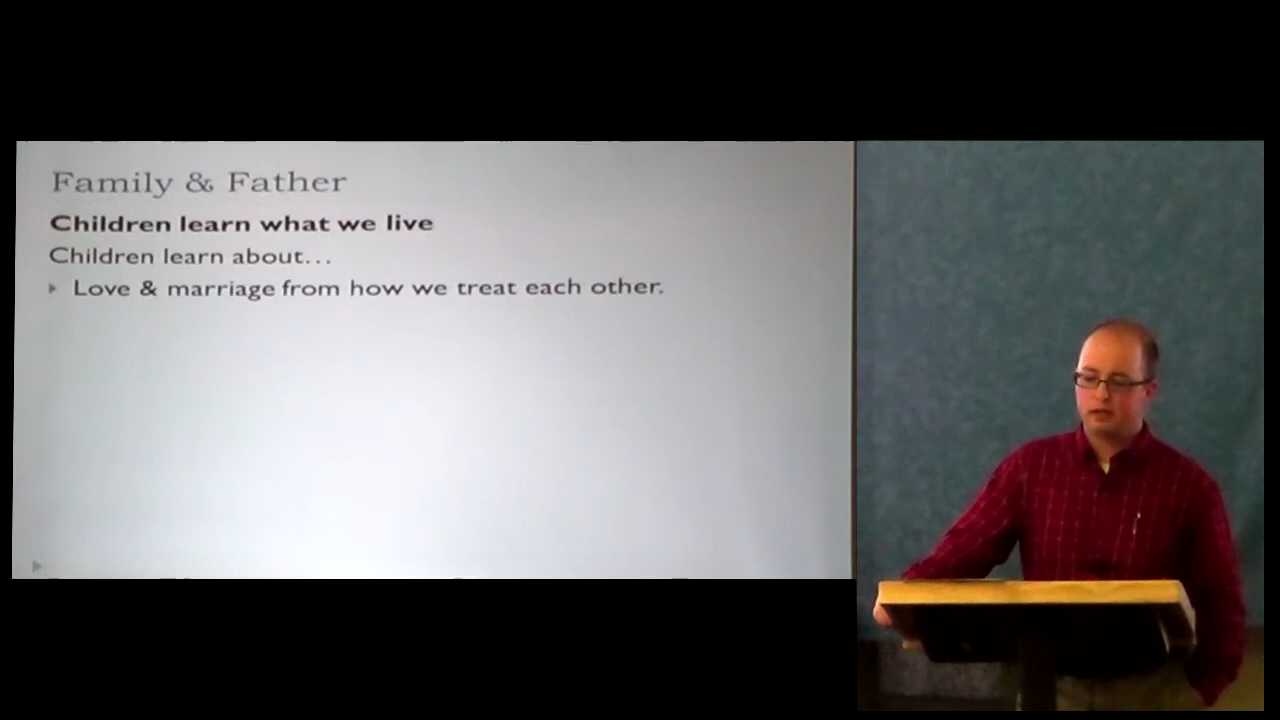 Family & Father
Children learn what we live
Children learn about…
Love & marriage from how we treat each other.